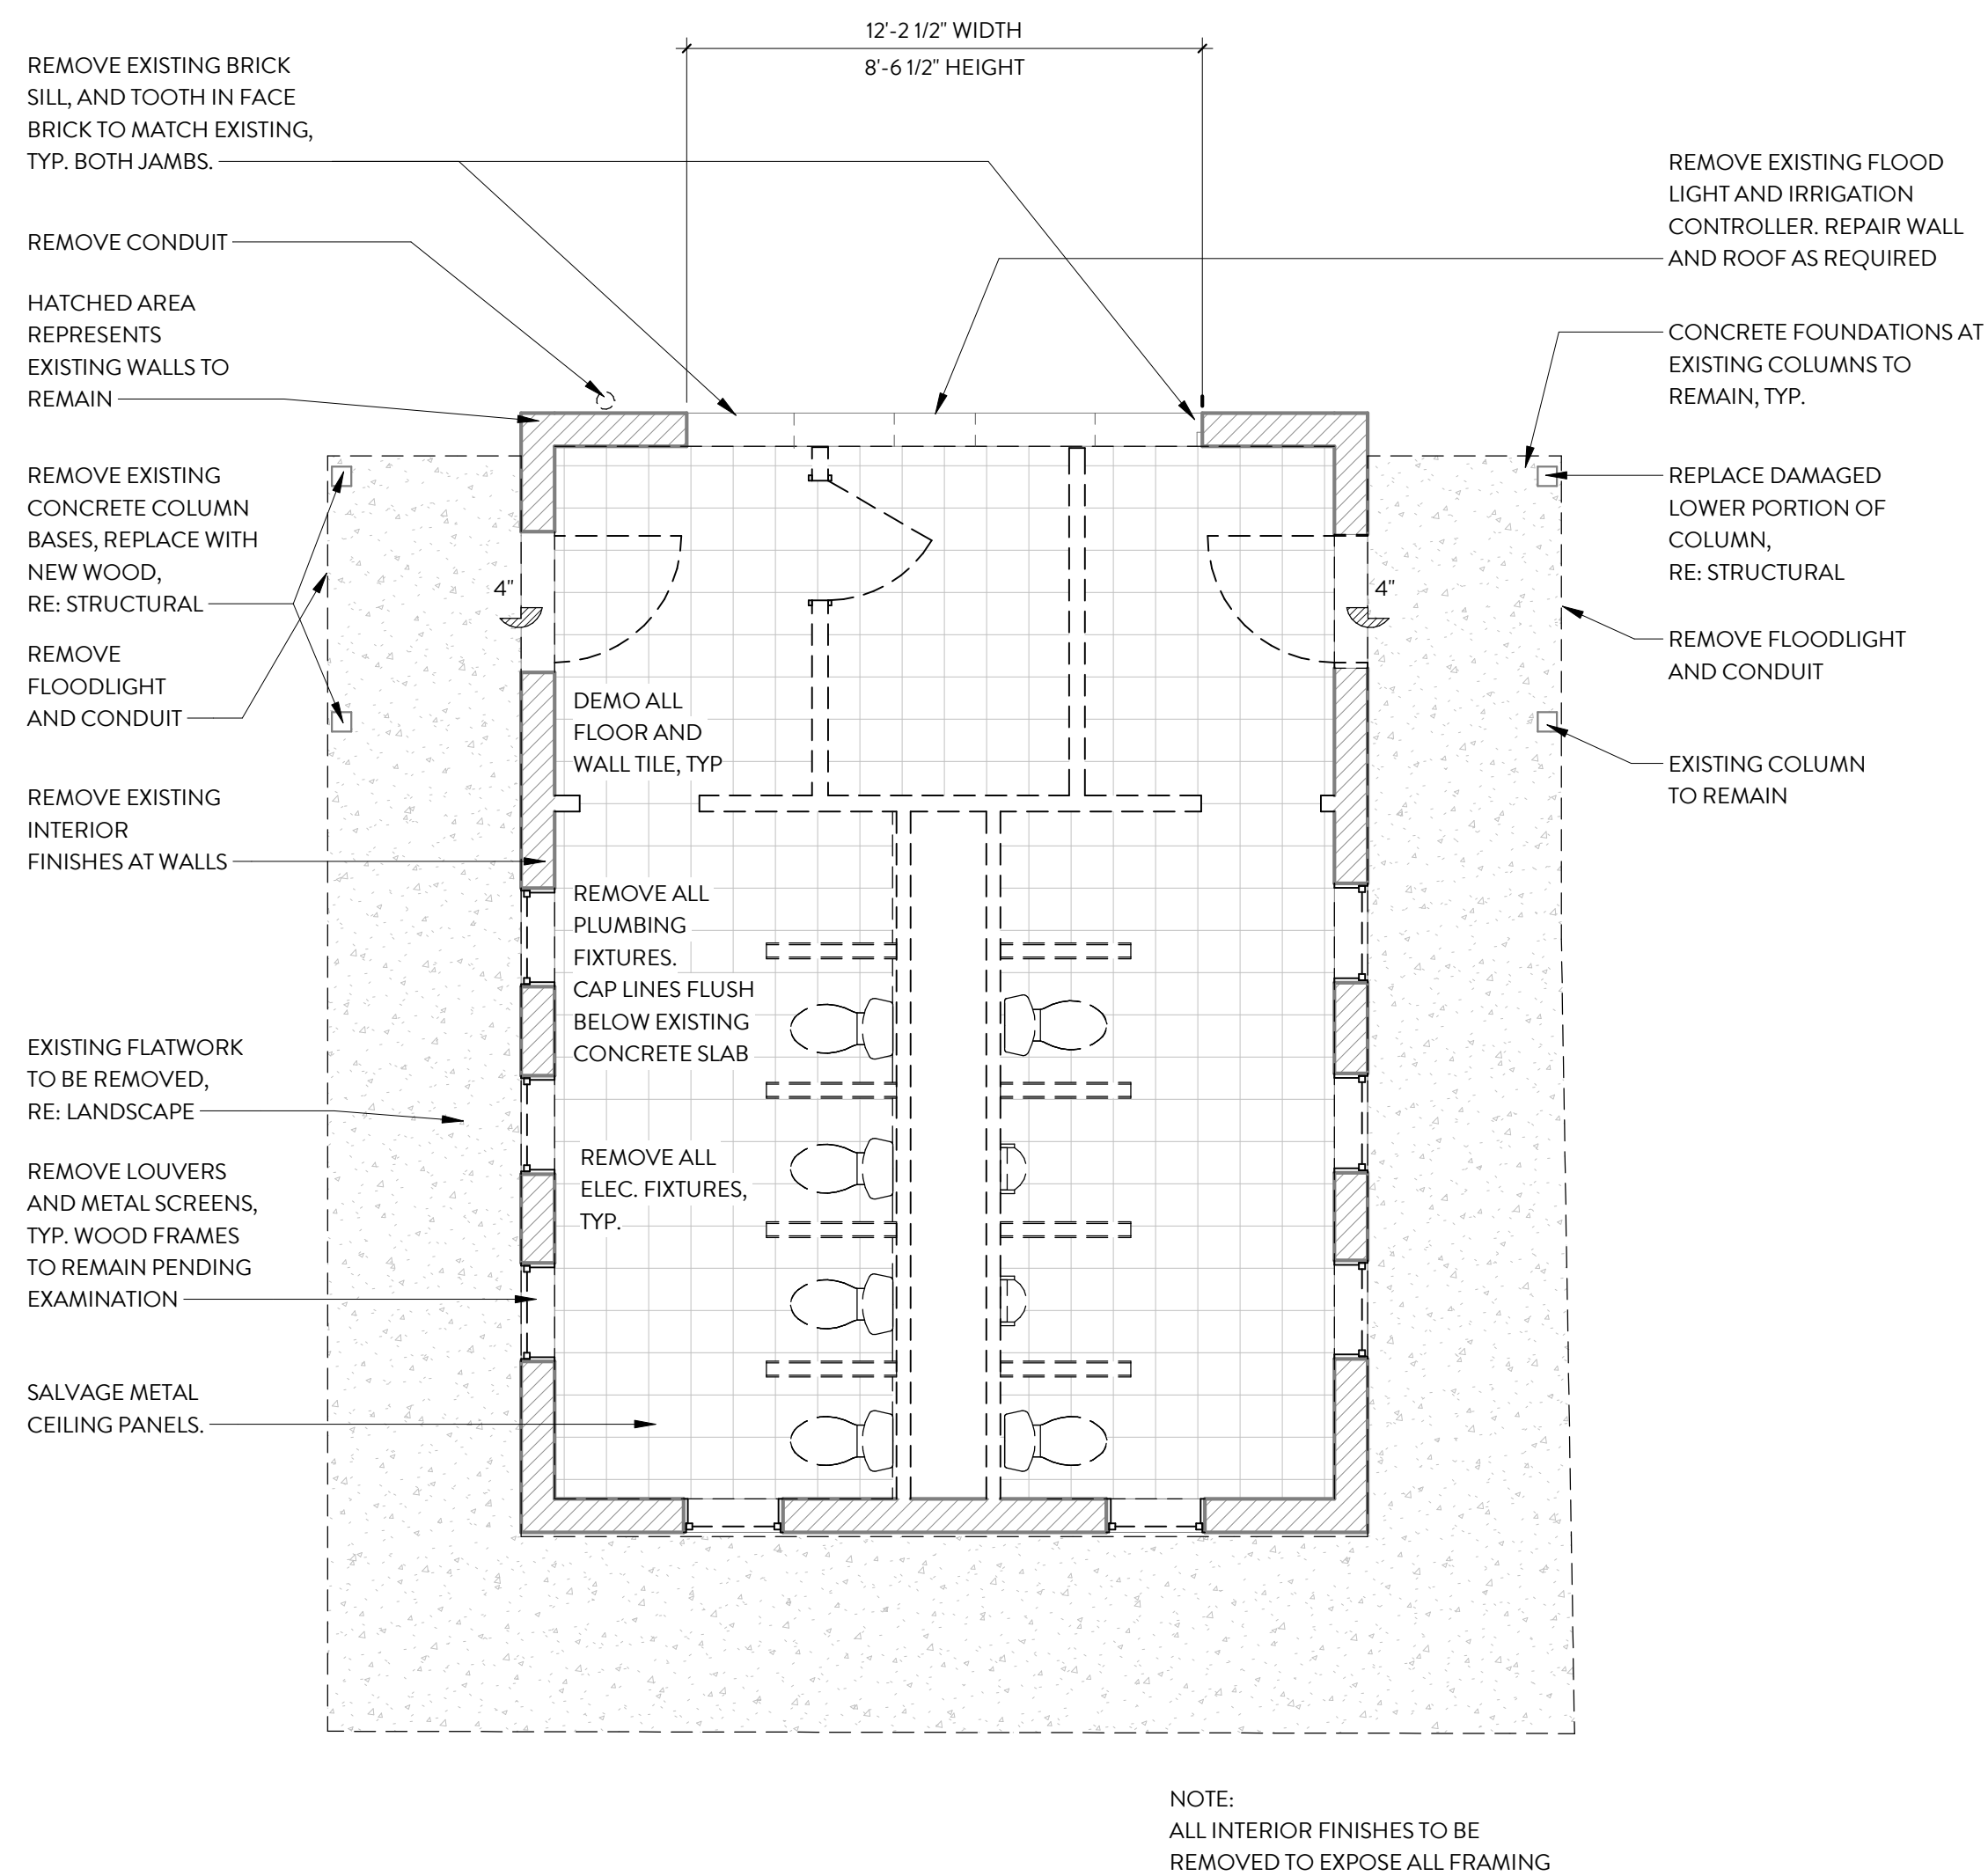 12'-2 1/2" WIDTH
8'-6 1/2" HEIGHT
REMOVE EXISTING BRICK
SILL, AND TOOTH IN FACE
BRICK TO MATCH EXISTING,
TYP. BOTH JAMBS.
REMOVE CONDUIT
HATCHED AREA
REPRESENTS
EXISTING WALLS TO
REMAIN
REMOVE EXISTING
CONCRETE COLUMN
BASES, REPLACE WITH
NEW WOOD,
RE: STRUCTURAL
REMOVE
FLOODLIGHT
AND CONDUIT
REMOVE EXISTING
INTERIOR
FINISHES AT WALLS
EXISTING FLATWORK
TO BE REMOVED,
RE: LANDSCAPE
REMOVE LOUVERS
AND METAL SCREENS,
TYP. WOOD FRAMES
TO REMAIN PENDING
EXAMINATION
SALVAGE METAL
CEILING PANELS.
4"
DEMO ALL
FLOOR AND
WALL TILE, TYP
REMOVE ALL
PLUMBING
FIXTURES.
CAP LINES FLUSH
BELOW EXISTING
CONCRETE SLAB
REMOVE ALL
ELEC. FIXTURES,
TYP.
4"
REMOVE EXISTING FLOOD
LIGHT AND IRRIGATION
CONTROLLER. REPAIR WALL
AND ROOF AS REQUIRED
CONCRETE FOUNDATIONS AT
EXISTING COLUMNS TO
REMAIN, TYP.
REPLACE DAMAGED
LOWER PORTION OF
COLUMN,
RE: STRUCTURAL
REMOVE FLOODLIGHT
AND CONDUIT
EXISTING COLUMN
TO REMAIN
NOTE:
ALL INTERIOR FINISHES TO BE
REMOVED TO EXPOSE ALL FRAMING